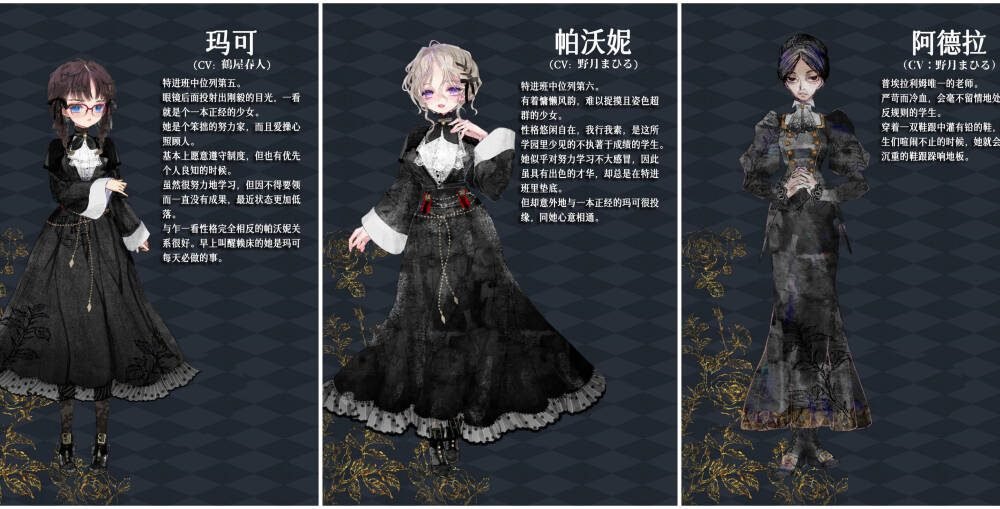 玛可
（CV：鹤屋春人）
特进班中位列第五。
眼镜后面投射出刚毅的目光，一看
就是个一本正经的少女。
她是个笨拙的努力家，而且爱操心
照顾人。
基本上愿意遵守制度，但也有优先
个人良知的时候。
虽然很努力地学习，但因不得要领
而一直没有成果，最近状态更加低
落。
与乍一看性格完全相反的帕沃妮关
系很好。早上叫醒赖床的她是玛可
每天必做的事。
帕沃妮
（CV：野月まひる）
特进班中位列第六。
有着慵懒风韵，难以捉摸且姿色超
群的少女。
性格悠闲自在，我行我素，是这所
学园里少见的不执著于成绩的学生。
她似乎对努力学习不大感冒，因此
虽具有出色的才华，却总是在特进
班里垫底。
但却意外地与一本正经的玛可很投
缘，同她心意相通。
阿德拉
（CV：野月まひる）
普埃拉利姆唯一的老师。
严苛而冷血，会毫不留情地处
反规则的学生。
穿着一双鞋跟中灌有铅的鞋，
生们喧闹不止的时候，她就会
沉重的鞋跟跺响地板。